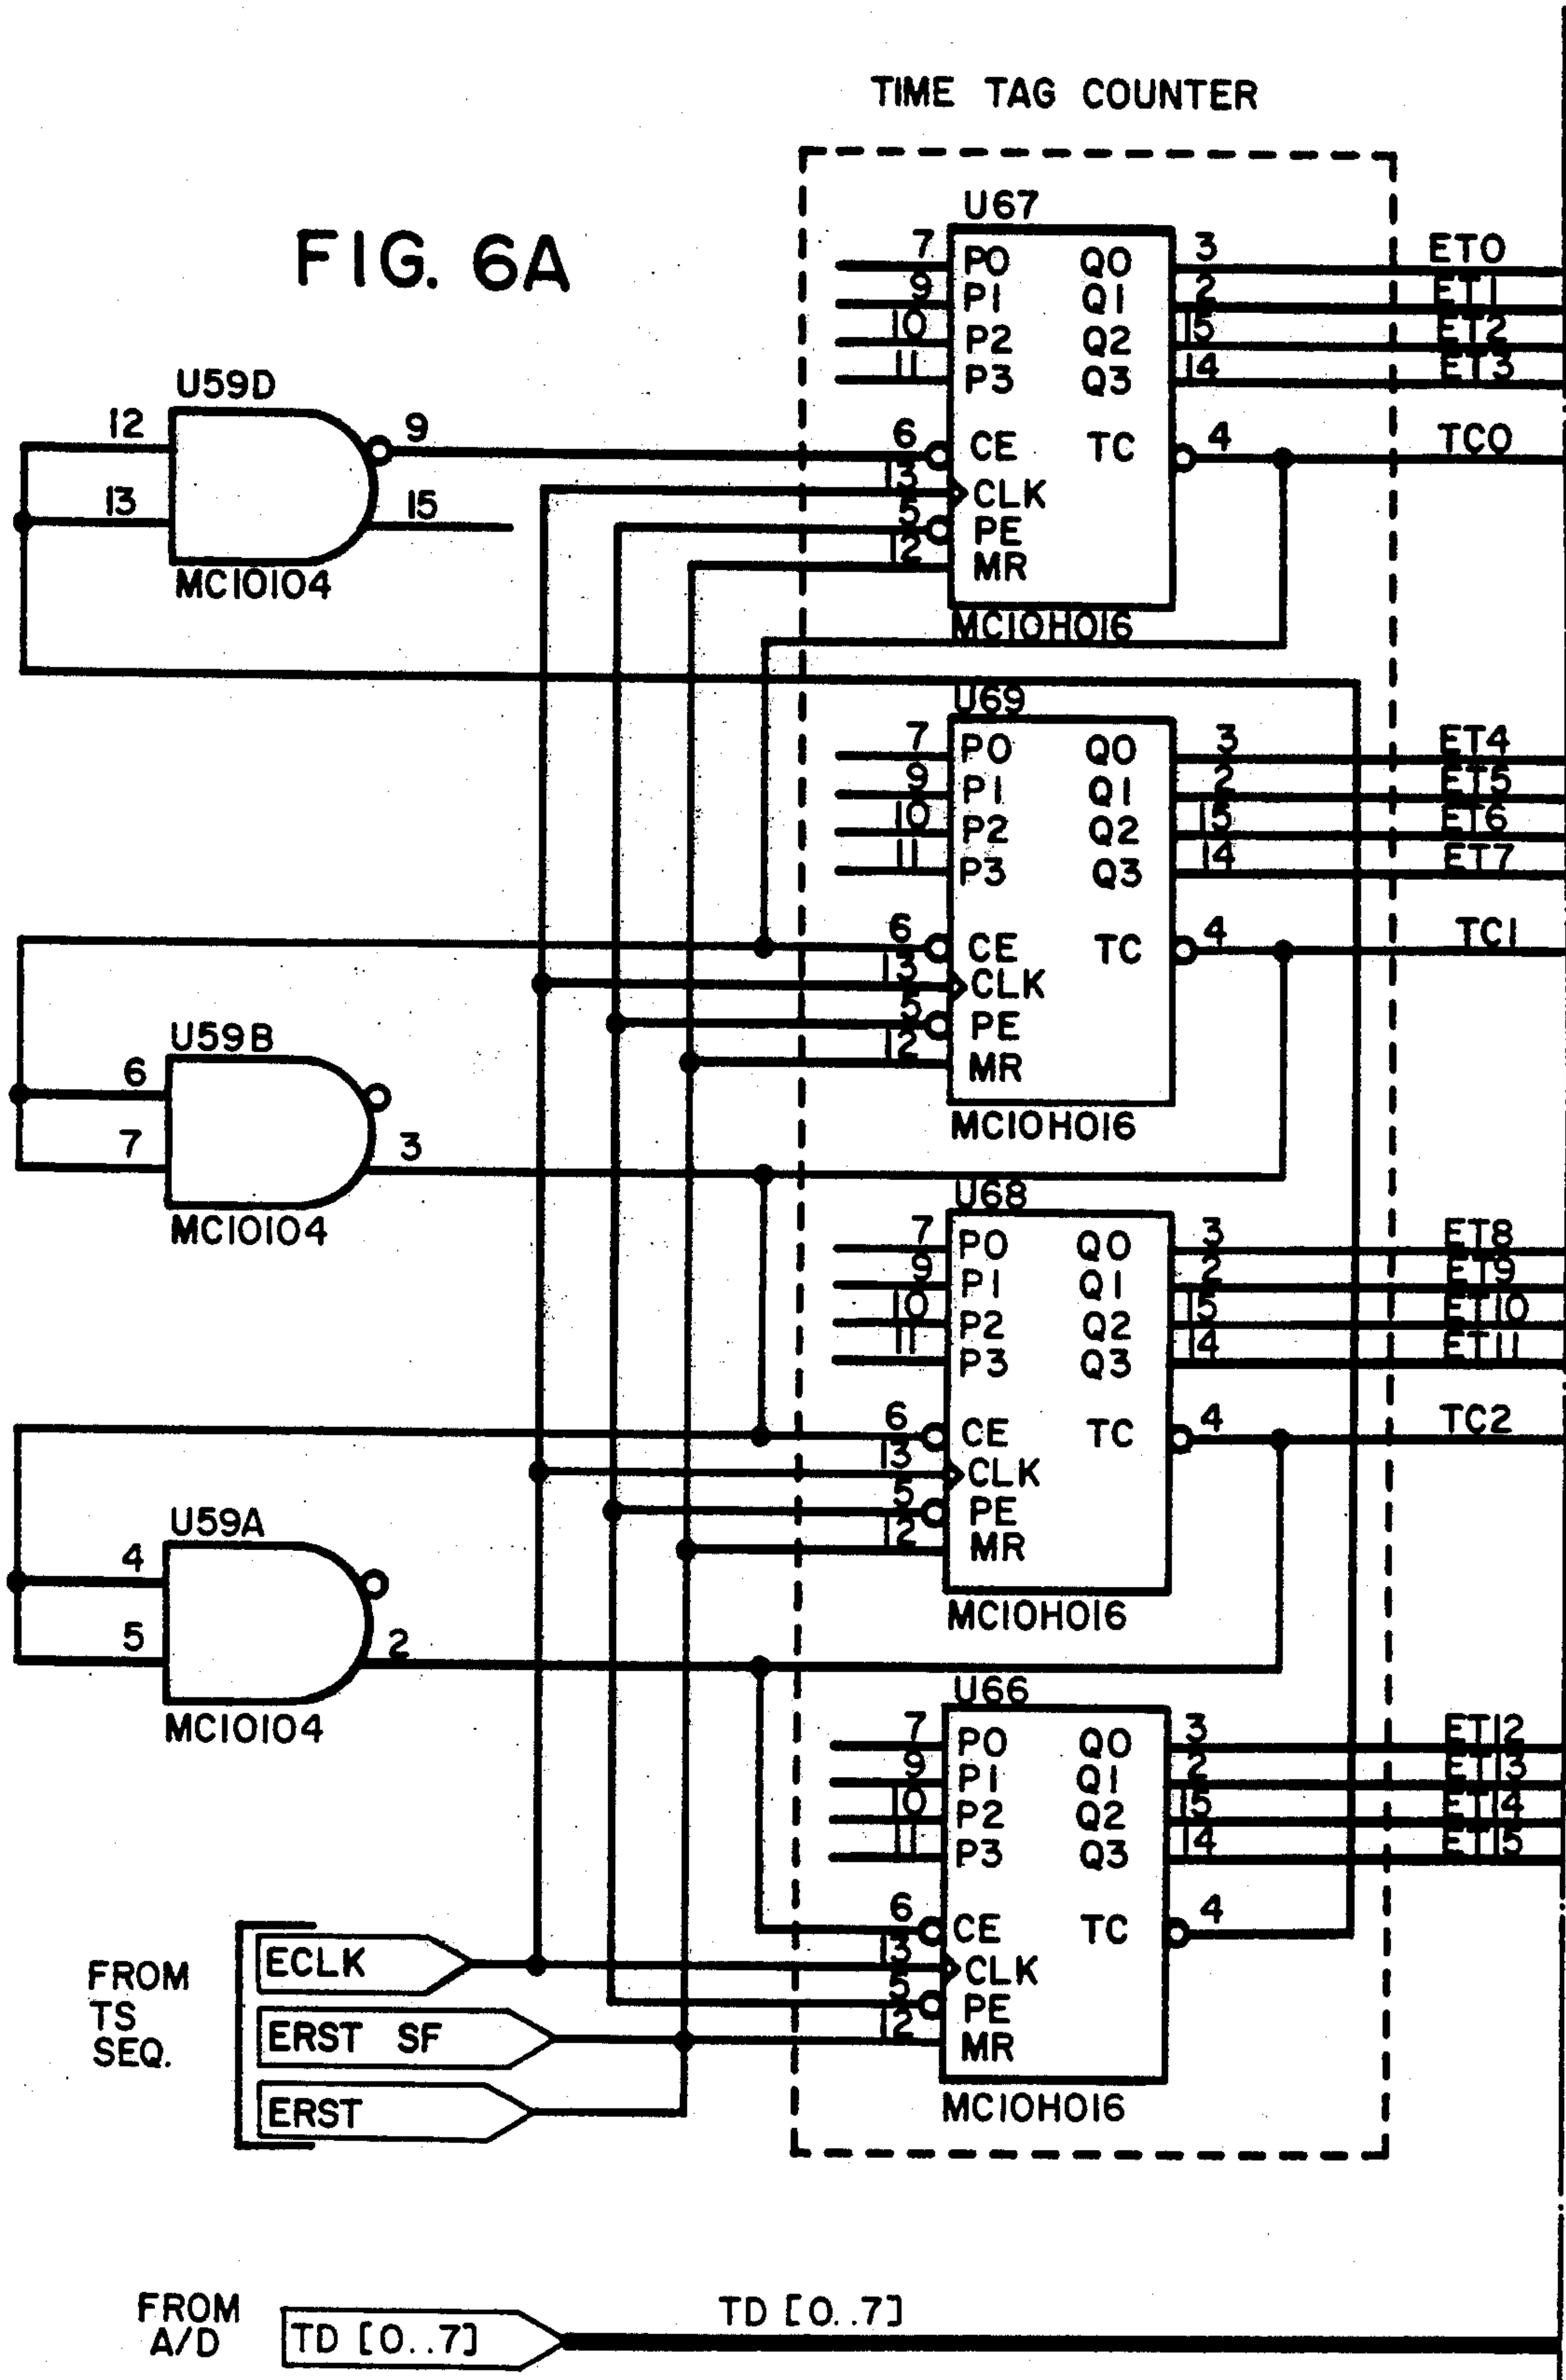 TIME TAG COUNTER
FIG. 6A
U67
7 P0 Q0 3 ET0
9 P1 Q1 2 ET1
10 P2 Q2 15 ET2
11 P3 Q3 14 ET3
6 CE TC 4 TC0
13 CLK
5 PE
12 MR
MC10H016
U59D
12 9
13 15
MC10104
U69
7 P0 Q0 3 ET4
9 P1 Q1 2 ET5
10 P2 Q2 15 ET6
11 P3 Q3 14 ET7
6 CE TC 4 TC1
13 CLK
5 PE
12 MR
MC10H016
U59B
6
7 3
MC10104
U68
7 P0 Q0 3 ET8
9 P1 Q1 2 ET9
10 P2 Q2 15 ET10
11 P3 Q3 14 ET11
6 CE TC 4 TC2
13 CLK
5 PE
12 MR
MC10H016
U59A
4
5 2
MC10104
U66
7 P0 Q0 3 ET12
9 P1 Q1 2 ET13
10 P2 Q2 15 ET14
11 P3 Q3 14 ET15
6 CE TC 4
13 CLK
5 PE
12 MR
MC10H016
FROM
TS
SEQ.
ECLK
ERST SF
ERST
FROM
A/D
TD [0..7]
TD [0..7]